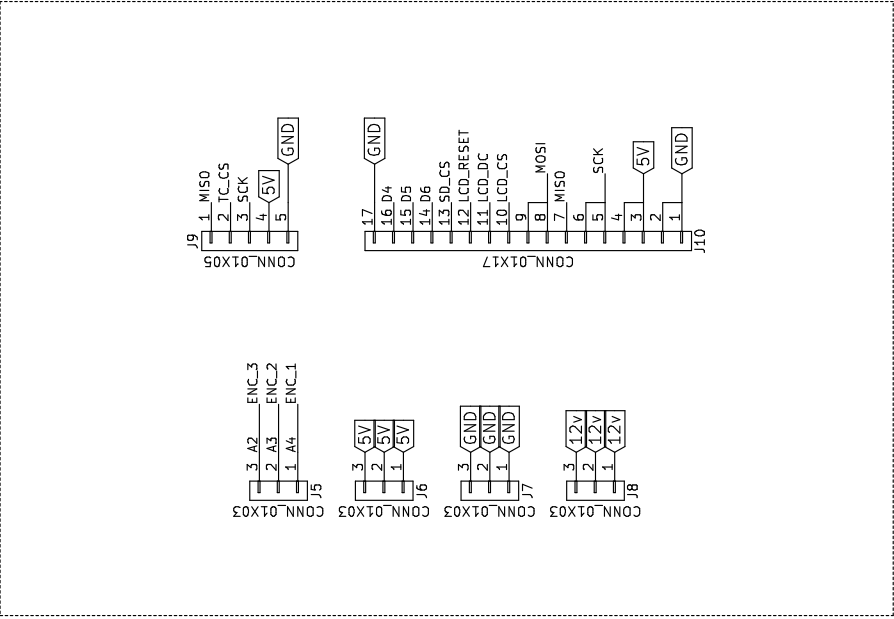 1 MISO
2 TC_CS
3 SCK
4 5V
5 GND
J9
CONN_01X05
17 GND
16 D4
15 D5
14 D6
13 SD_CS
12 LCD_RESET
11 LCD_DC
10 LCD_CS
9
8 MOSI
7 MISO
6
5 SCK
4
3 5V
2
1 GND
J10
CONN_01X17
3 A2 ENC_3
2 A3 ENC_2
1 A4 ENC_1
J5
CONN_01X03
3 5V
2 5V
1 5V
J6
CONN_01X03
3 GND
2 GND
1 GND
J7
CONN_01X03
3 12v
2 12v
1 12v
J8
CONN_01X03